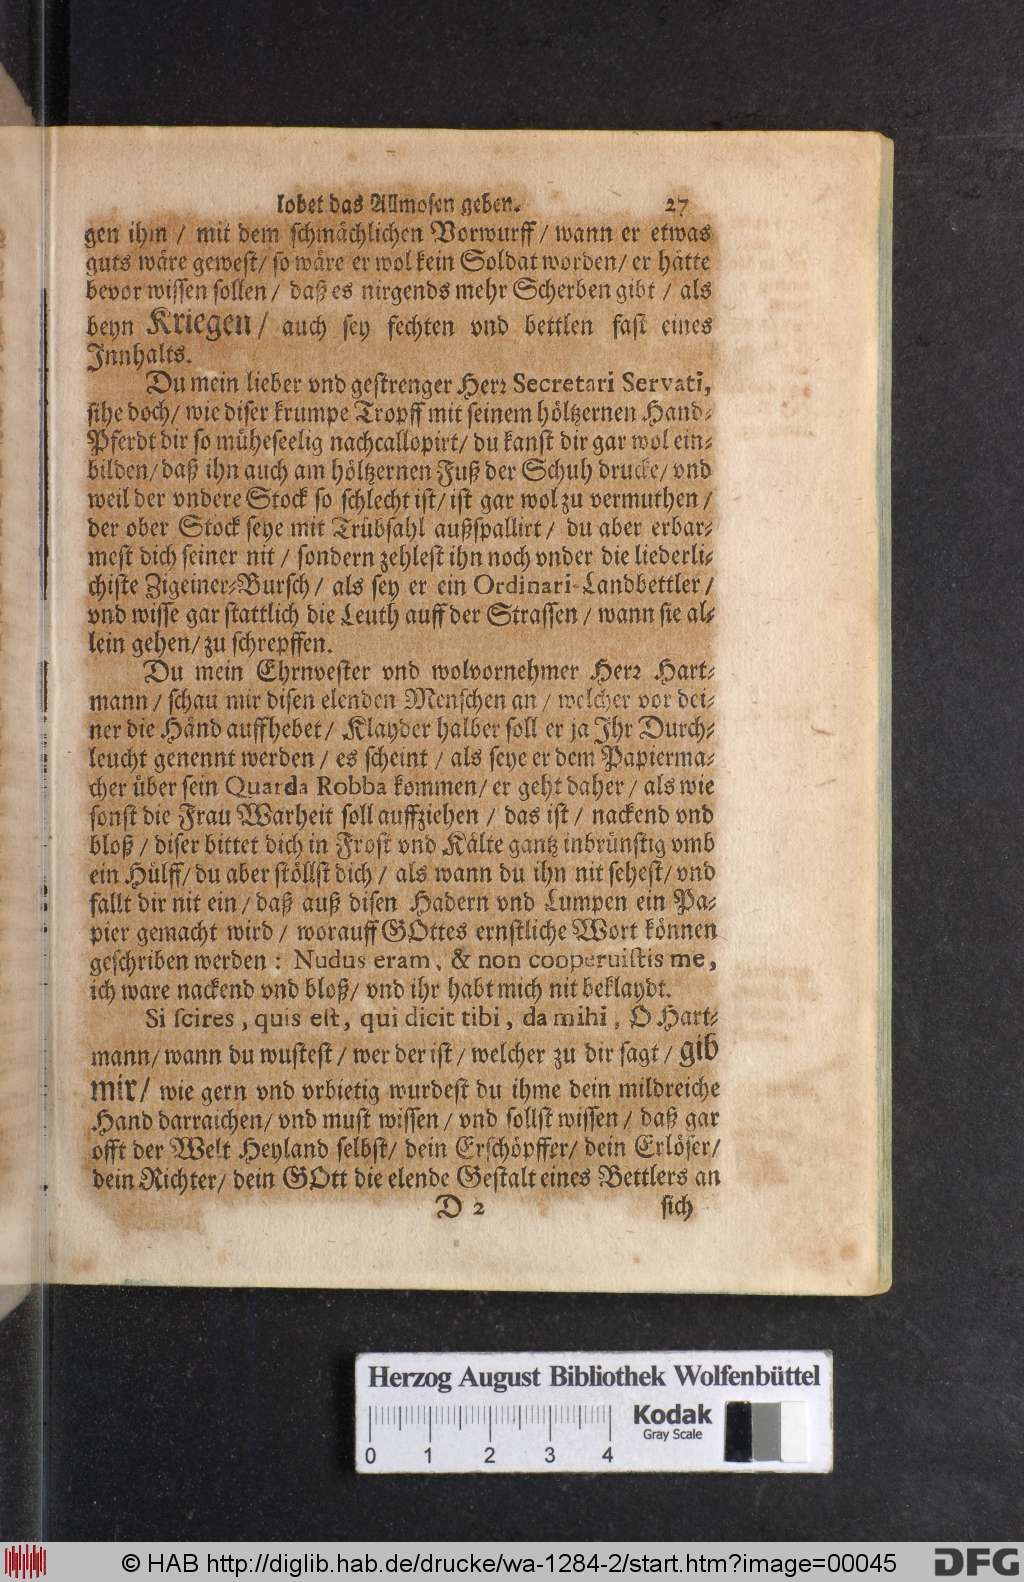 lobet das Allmosen geben. 27
gen ihm / mit dem schmächlichen Vorwurff / wann er etwas
guts wäre gewest / so wäre er wol kein Soldat worden / er hätte
bevor wissen sollen / daß es nirgends mehr Scherben gibt / als
beyn Kriegen / auch sey fechten vnd bettlen fast eines
Innhalts.
Du mein lieber vnd gestrenger Herꝛ Secretari Servati,
sihe doch / wie diser krumpe Tropff mit seinem höltzernen Hand-
Pferdt dir so müheseelig nachcallopirt / du kanst dir gar wol ein-
bilden / daß ihn auch am höltzernen Fuß der Schuh drucke / vnd
weil der vndere Stock so schlecht ist / ist gar wol zu vermuthen /
der ober Stock seye mit Trübsahl außspallirt / du aber erbar-
mest dich seiner nit / sondern zehlest ihn noch vnder die liederli-
chiste Zigeiner-Bursch / als sey er ein Ordinari-Landbettler /
vnd wisse gar stattlich die Leuth auff der Strassen / wann sie al-
lein gehen / zu schrepffen.
Du mein Ehrnvester vnd wolvornehmer Herꝛ Hart-
mann / schau mir disen elenden Menschen an / welcher vor dei-
ner die Händ auffhebet / Klayder halber soll er ja Ihr Durch-
leucht genennt werden / es scheint / als seye er dem Papierma-
cher über sein Quarda Robba kommen / er geht daher / als wie
sonst die Frau Warheit soll auffziehen / das ist / nackend vnd
bloß / diser bittet dich in Frost vnd Kälte gantz inbrünstig vmb
ein Hülff / du aber stöllst dich / als wann du ihn nit sehest / vnd
fallt dir nit ein / daß auß disen Hadern vnd Lumpen ein Pa-
pier gemacht wird / worauff GOttes ernstliche Wort können
geschriben werden : Nudus eram, & non cooperuistis me,
ich ware nackend vnd bloß / vnd ihr habt mich nit beklaydt.
Si scires, quis est, qui dicit tibi, da mihi, O Hart-
mann / wann du wustest / wer der ist / welcher zu dir sagt / gib
mir / wie gern vnd vrbietig wurdest du ihme dein mildreiche
Hand darraichen / vnd must wissen / vnd sollst wissen / daß gar
offt der Welt Heyland selbst / dein Erschöpffer / dein Erlöser /
dein Richter / dein GOtt die elende Gestalt eines Bettlers an
D 2 sich
Herzog August Bibliothek Wolfenbüttel
Kodak
Gray Scale
0 1 2 3 4
© HAB http://diglib.hab.de/drucke/wa-1284-2/start.htm?image=00045
DFG